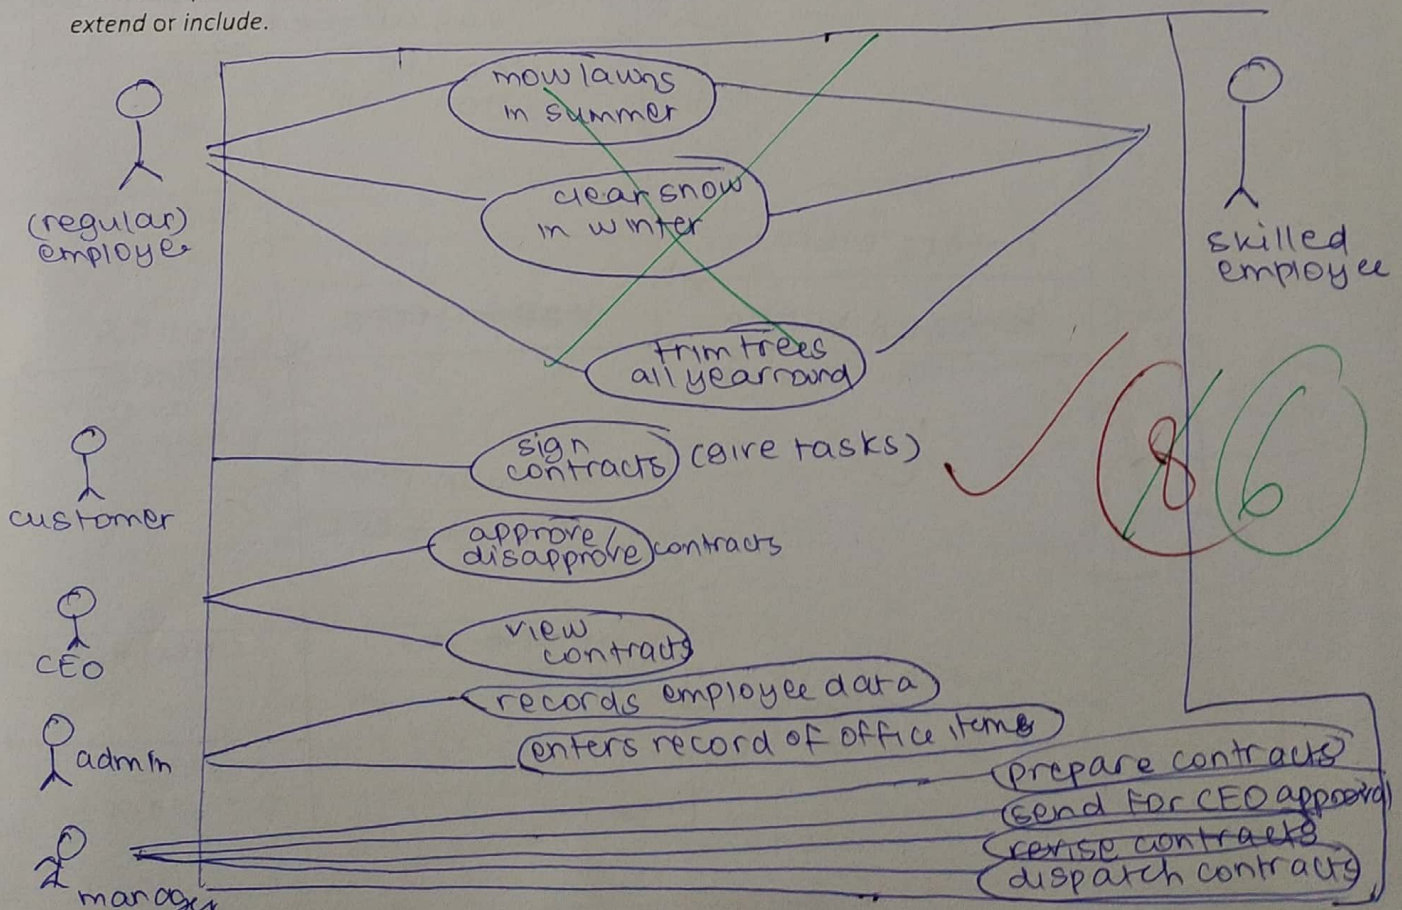 extend or include.
mow lawns
in summer
clear snow
in winter
(regular)
employee
skilled
employee
trim trees
all year round
sign
contracts
(give tasks)
customer
8
6
approve/
disapprove contracts
view
contracts
CEO
records employee data
enters record of office items
admin
prepare contracts
send for CEO approval
revise contracts
dispatch contracts
manager